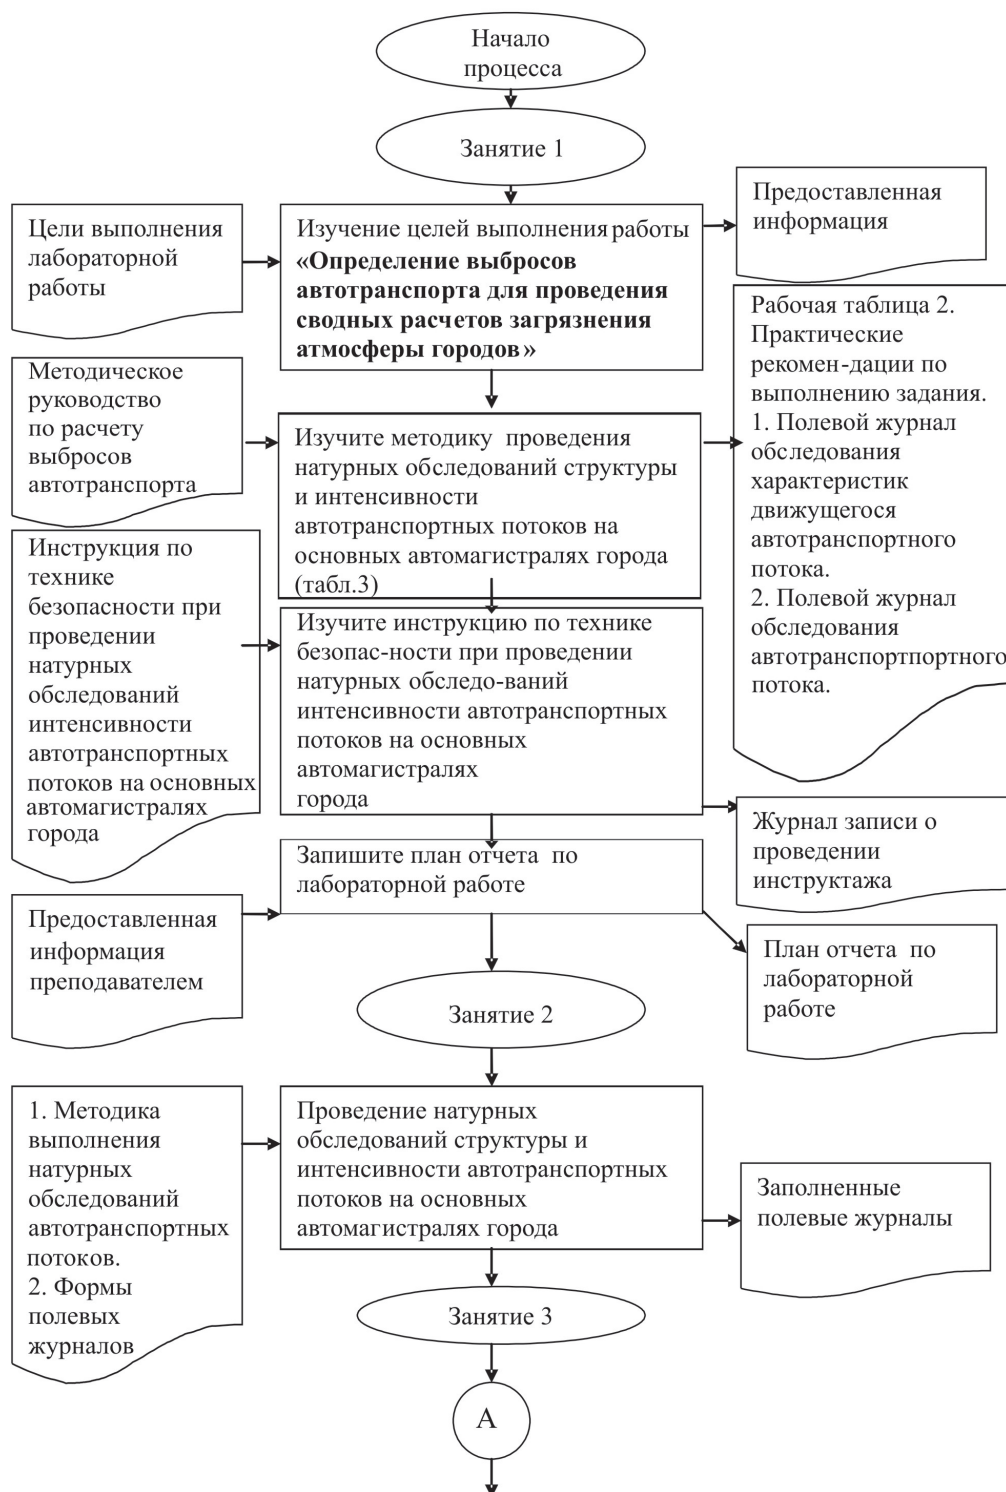 Начало
процесса
Занятие 1
Цели выполнения
лабораторной
работы
Изучение целей выполнения работы
«Определение выбросов
автотранспорта для проведения
сводных расчетов загрязнения
атмосферы городов»
Предоставленная
информация
Методическое
руководство
по расчету
выбросов
автотранспорта
Изучите методику проведения
натурных обследований структуры
и интенсивности
автотранспортных потоков на
основных автомагистралях города
(табл.3)
Рабочая таблица 2.
Практические
рекомен-дации по
выполнению задания.
1. Полевой журнал
обследования
характеристик
движущегося
автотранспортного
потока.
2. Полевой журнал
обследования
автотранспортпортного
потока.
Инструкция по
технике
безопасности при
проведении
натурных
обследований
интенсивности
автотранспортных
потоков на основных
автомагистралях
города
Изучите инструкцию по технике
безопас-ности при проведении
натурных обследо-ваний
интенсивности автотранспортных
потоков на основных
автомагистралях
города
Журнал записи о
проведении
инструктажа
Предоставленная
информация
преподавателем
Запишите план отчета по
лабораторной работе
План отчета по
лабораторной
работе
Занятие 2
1. Методика
выполнения
натурных
обследований
автотранспортных
потоков.
2. Формы
полевых
журналов
Проведение натурных
обследований структуры и
интенсивности автотранспортных
потоков на основных
автомагистралях города
Заполненные
полевые журналы
Занятие 3
А